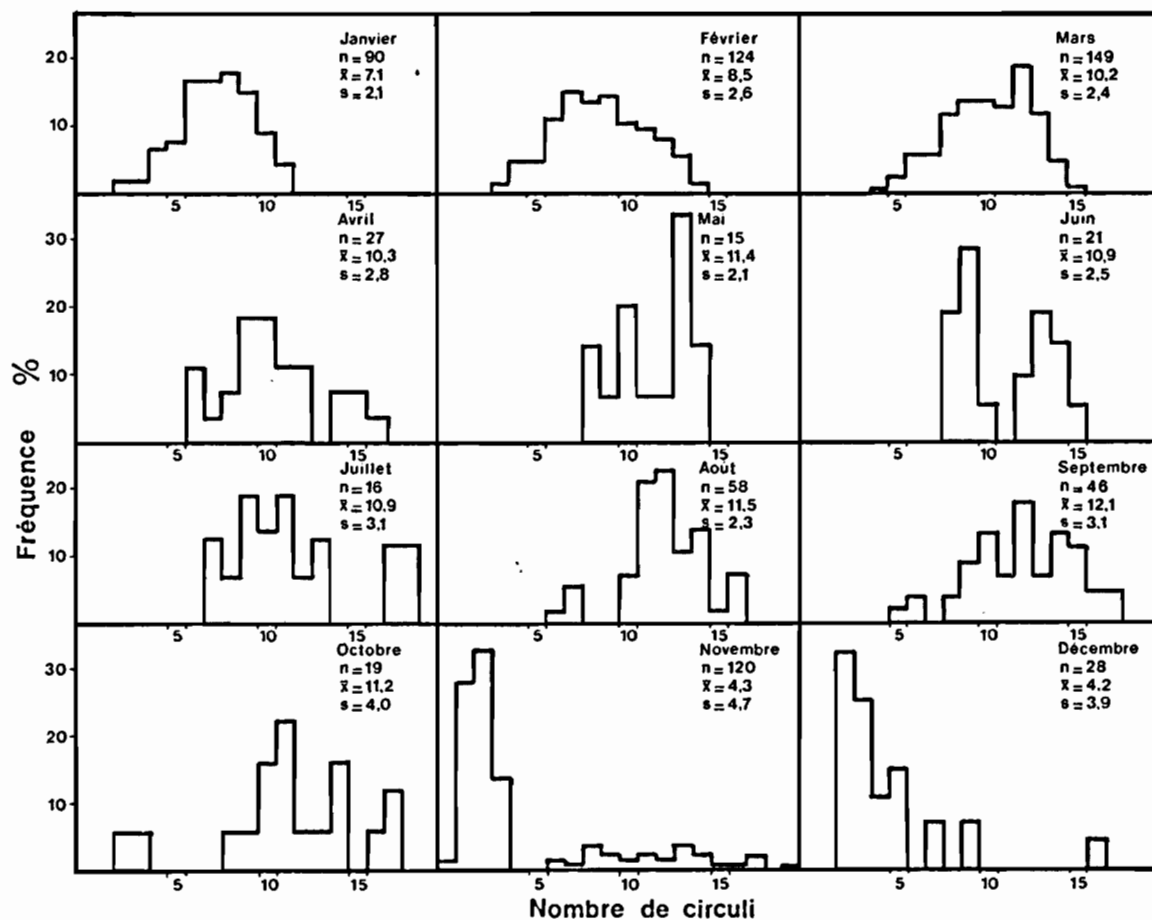 Janvier
n = 90
x̄ = 7,1
s = 2,1
Février
n = 124
x̄ = 8,5
s = 2,6
Mars
n = 149
x̄ = 10,2
s = 2,4
20
10
5 10 15
5 10 15
5 10 15
Avril
n = 27
x̄ = 10,3
s = 2,8
Mai
n = 15
x̄ = 11,4
s = 2,1
Juin
n = 21
x̄ = 10,9
s = 2,5
30
20
10
5 10 15
5 10 15
5 10 15
Juillet
n = 16
x̄ = 10,9
s = 3,1
Août
n = 58
x̄ = 11,5
s = 2,3
Septembre
n = 46
x̄ = 12,1
s = 3,1
20
10
5 10 15
5 10 15
5 10 15
Octobre
n = 19
x̄ = 11,2
s = 4,0
Novembre
n = 120
x̄ = 4,3
s = 4,7
Décembre
n = 28
x̄ = 4,2
s = 3,9
30
20
10
5 10 15
5 10 15
5 10 15
Fréquence %
Nombre de circuli